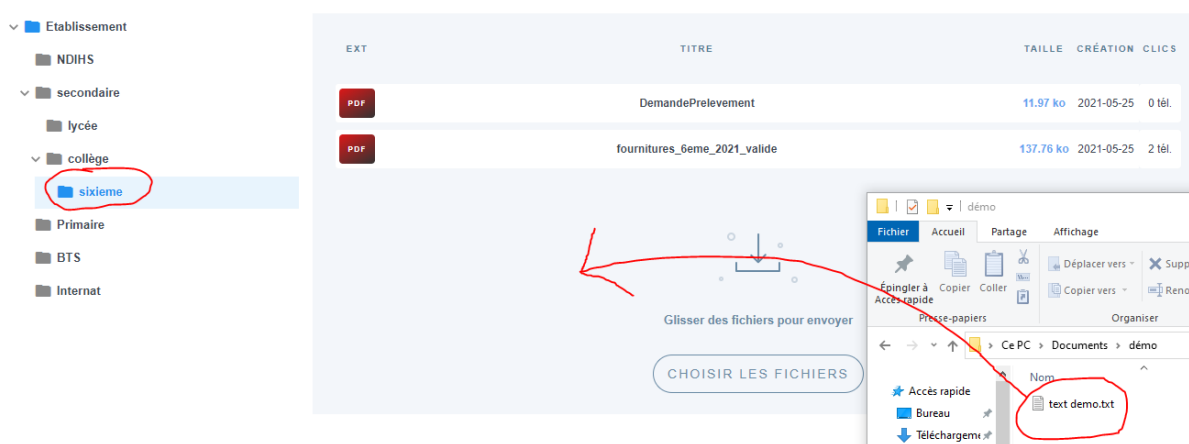 Etablissement
NDIHS
secondaire
lycée
collège
sixieme
Primaire
BTS
Internat
EXT TITRE TAILLE CRÉATION CLICS
PDF DemandePrelevement 11.97 ko 2021-05-25 0 tél.
PDF fournitures_6eme_2021_valide 137.76 ko 2021-05-25 2 tél.
Glisser des fichiers pour envoyer
CHOISIR LES FICHIERS
démo
Fichier Accueil Partage Affichage
Épingler à Accès rapide
Copier
Coller
Déplacer vers
Copier vers
Supp
Reno
Presse-papiers Organiser
Ce PC > Documents > démo
Nom
Accès rapide
Bureau
Téléchargeme
text demo.txt